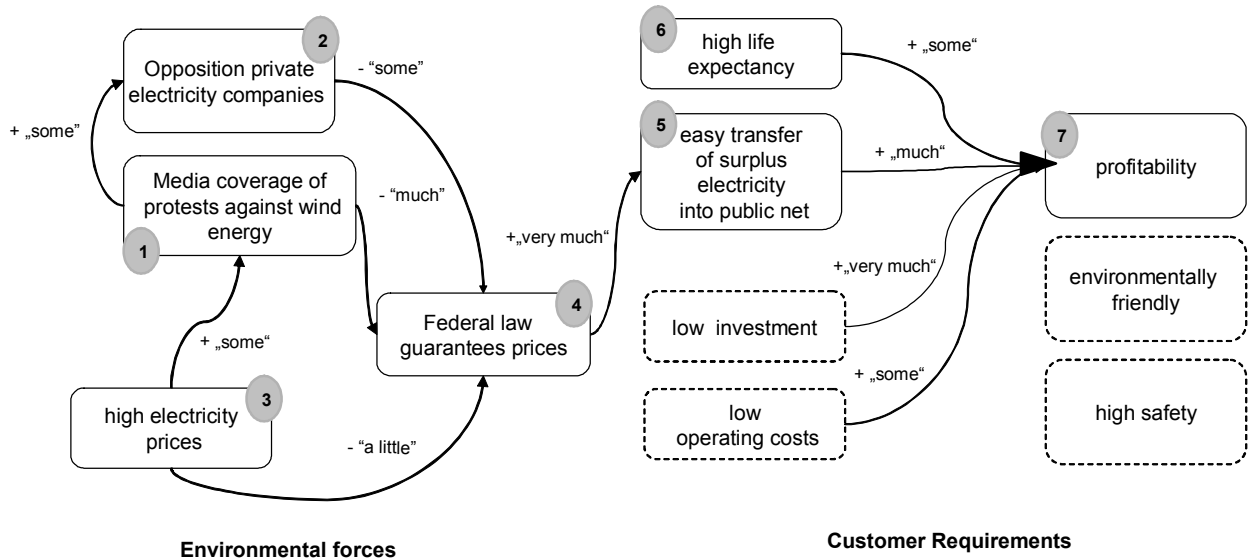 2
Opposition private
electricity companies
- “some”
+ „some“
Media coverage of
protests against wind
energy
1
- “much”
+ „some“
3
high electricity
prices
- “a little”
4
Federal law
guarantees prices
+„very much“
6
high life
expectancy
+ „some“
5
easy transfer
of surplus
electricity
into public net
+ „much“
7
profitability
+„very much“
low investment
+ „some“
low
operating costs
environmentally
friendly
high safety
Environmental forces
Customer Requirements